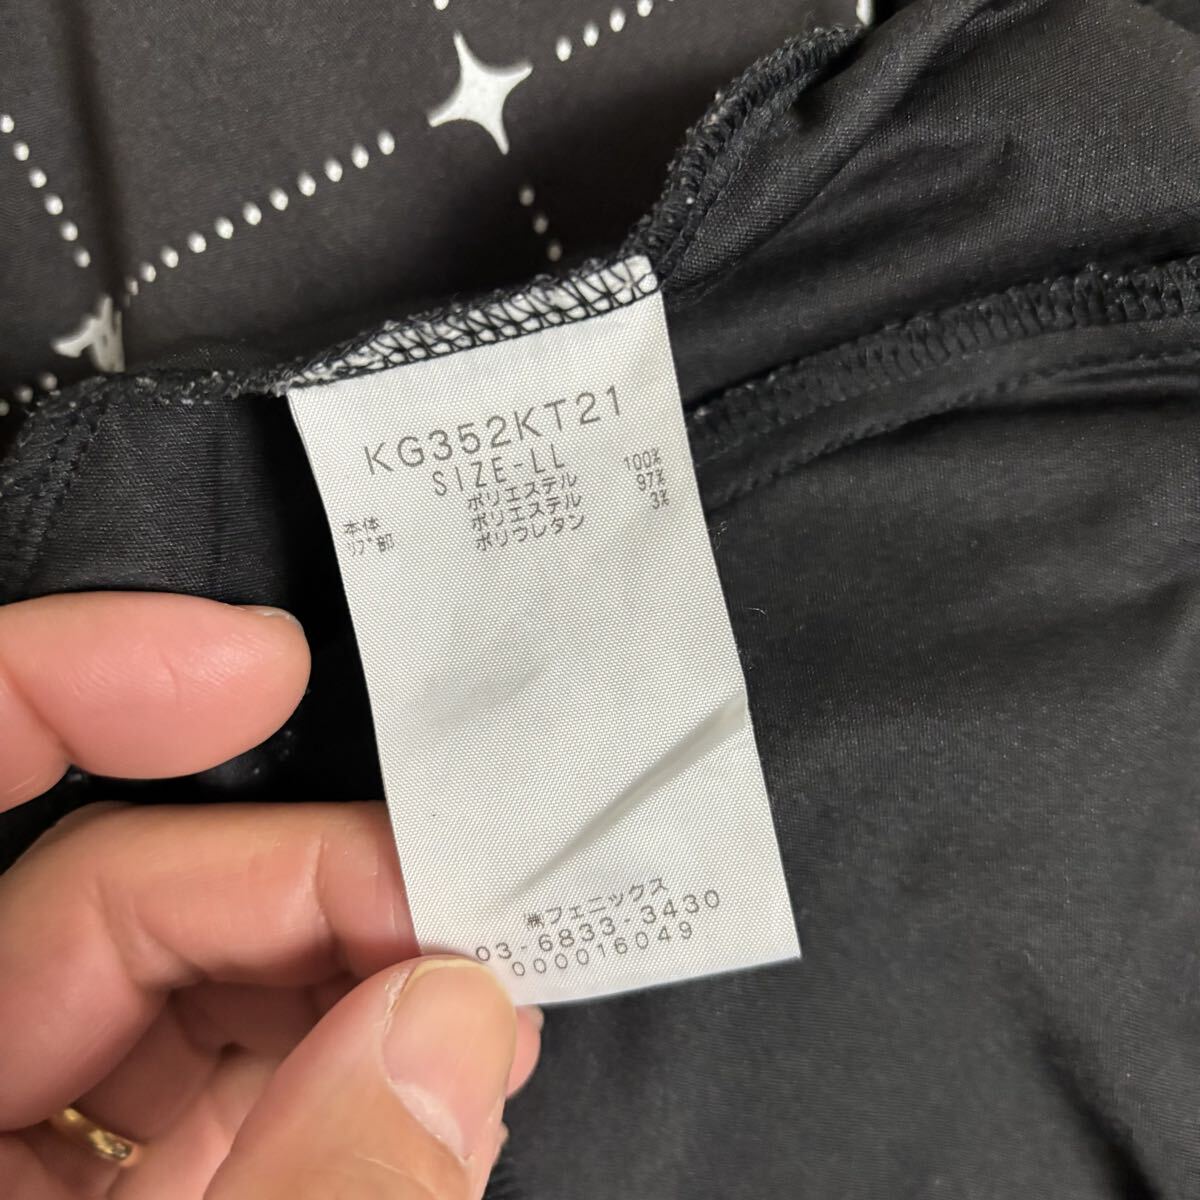 KG352KT21
SIZE-LL
本体 ポリエステル 100%
リブ部 ポリエステル 97%
ポリウレタン 3%
㈱フェニックス
03-6833-3430
000016049